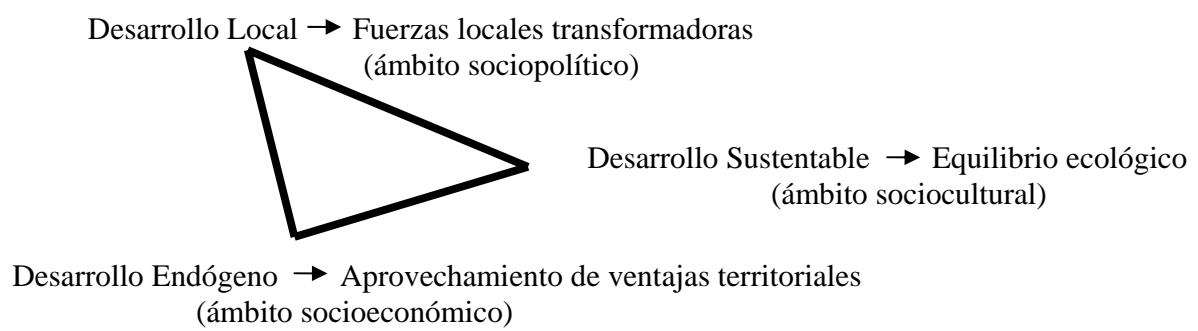 Desarrollo Local → Fuerzas locales transformadoras
(ámbito sociopolítico)
Desarrollo Sustentable → Equilibrio ecológico
(ámbito sociocultural)
Desarrollo Endógeno → Aprovechamiento de ventajas territoriales
(ámbito socioeconómico)